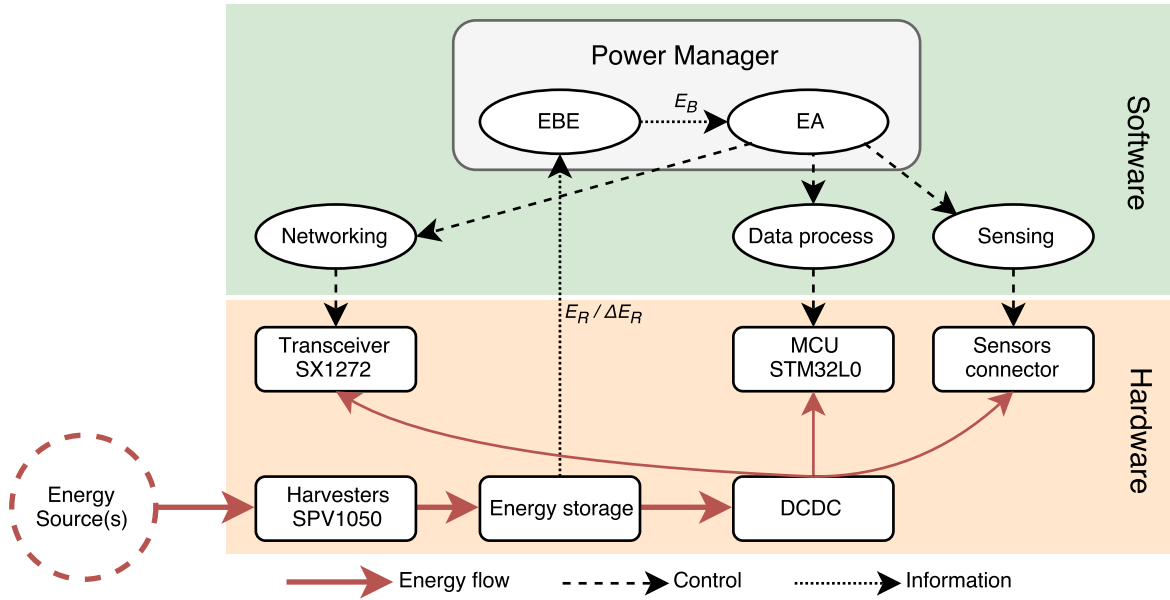 Power Manager
EBE
E_B
EA
Software
Networking
Data process
Sensing
E_R / ΔE_R
Transceiver
SX1272
MCU
STM32L0
Sensors
connector
Hardware
Energy
Source(s)
Harvesters
SPV1050
Energy storage
DCDC
Energy flow
Control
Information